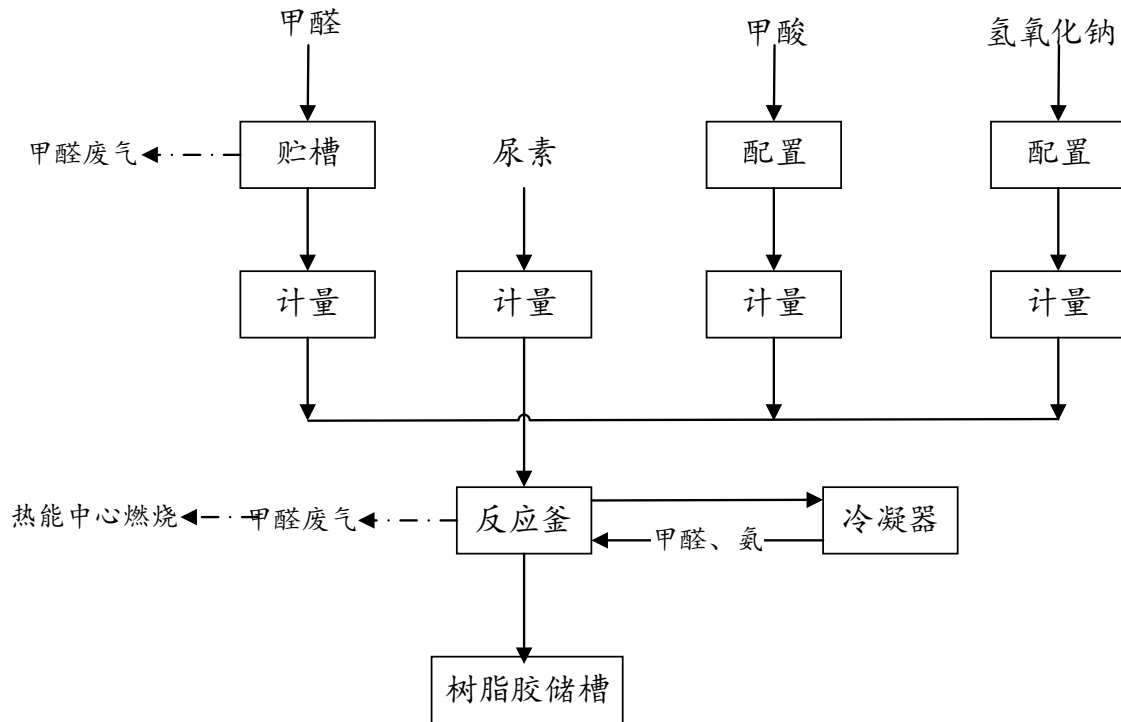 甲醛
甲酸
氢氧化钠
甲醛废气
贮槽
尿素
配置
配置
计量
计量
计量
计量
热能中心燃烧
甲醛废气
反应釜
冷凝器
甲醛、氨
树脂胶储槽